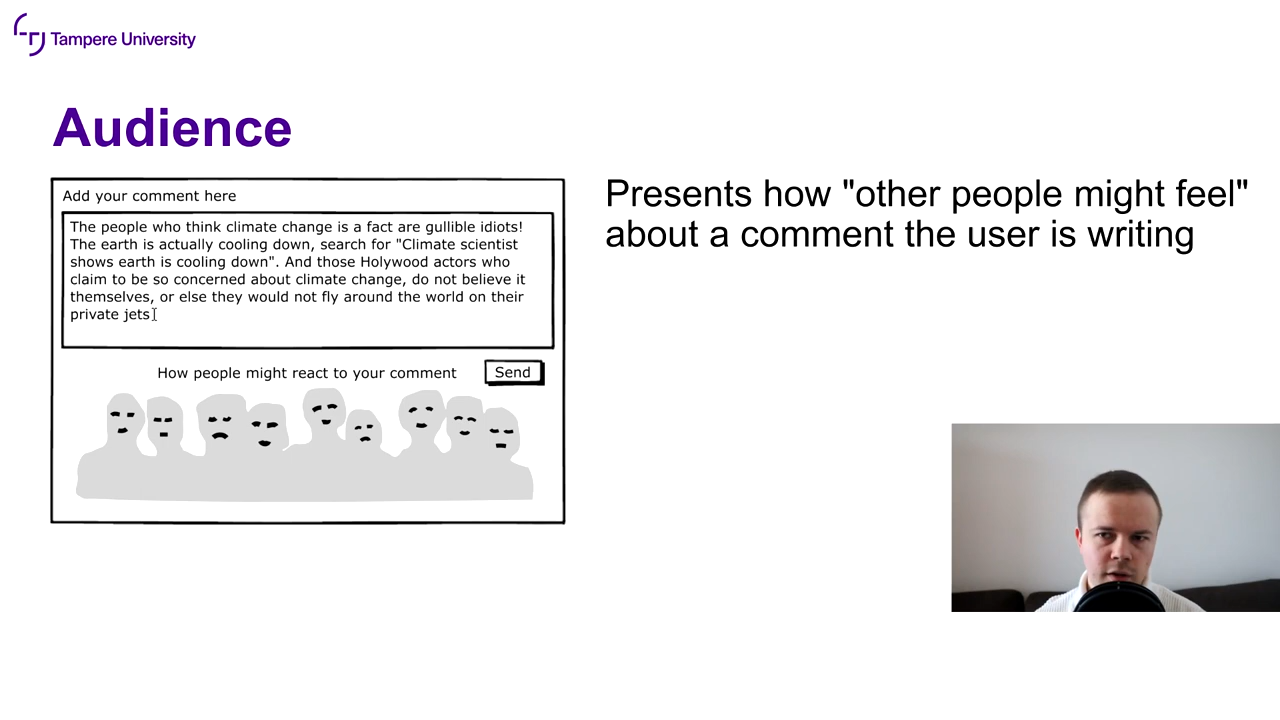 Tampere University
Audience
Add your comment here
The people who think climate change is a fact are gullible idiots!
The earth is actually cooling down, search for "Climate scientist
shows earth is cooling down". And those Holywood actors who
claim to be so concerned about climate change, do not believe it
themselves, or else they would not fly around the world on their
private jets
How people might react to your comment
Send
Presents how "other people might feel"
about a comment the user is writing